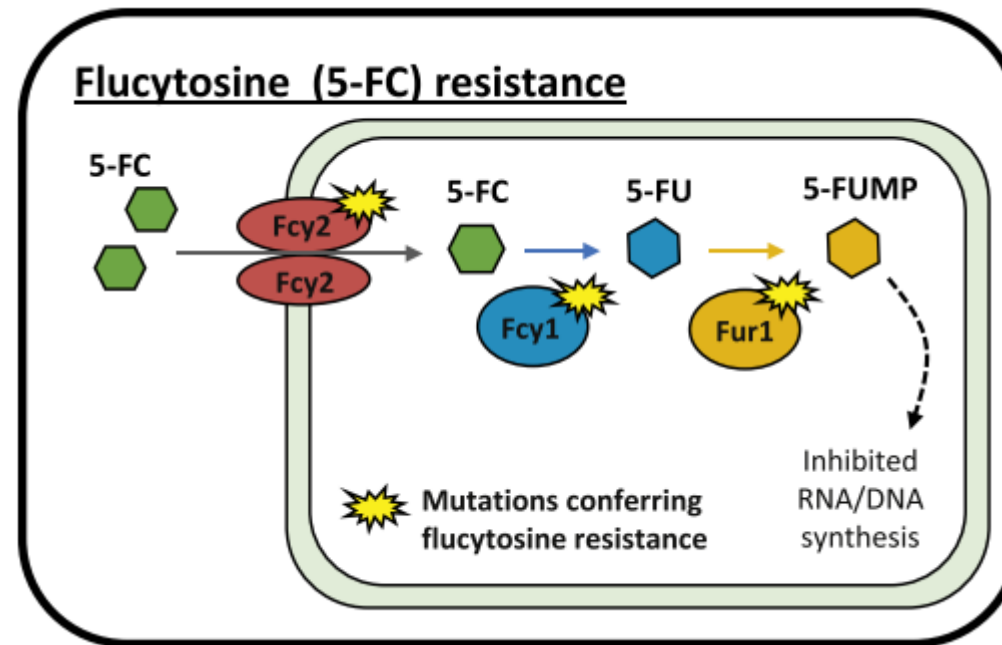 Flucytosine (5-FC) resistance
5-FC
5-FC
5-FU
5-FUMP
Fcy2
Fcy2
Fcy1
Fur1
Mutations conferring
flucytosine resistance
Inhibited
RNA/DNA
synthesis